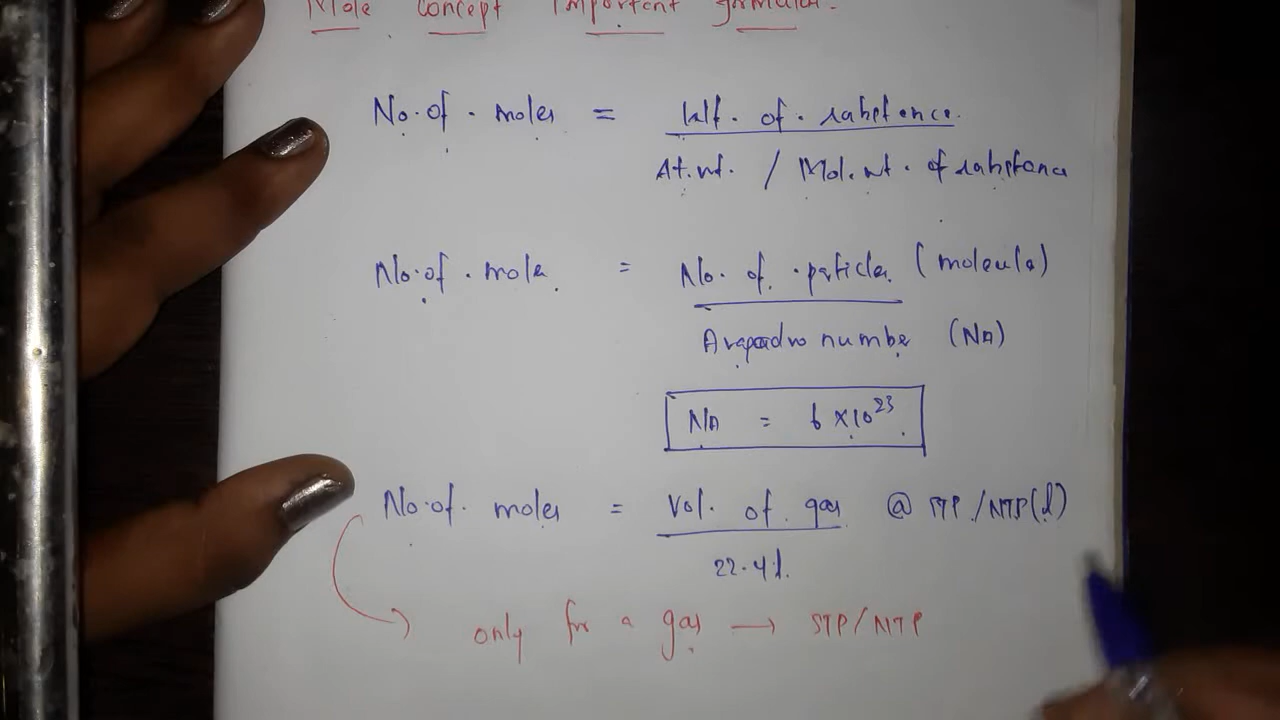 Mole Concept Important formula.
No. of. moles = Wt. of. substance.
At. wt. / Mol. wt. of substance
No. of. mole = No. of. particles (molecule)
Avogadro number (NA)
NA = 6 x 10^23
No. of. moles = Vol. of. gas @ STP/NTP(l)
22.4 l.
only for a gas → STP/NTP